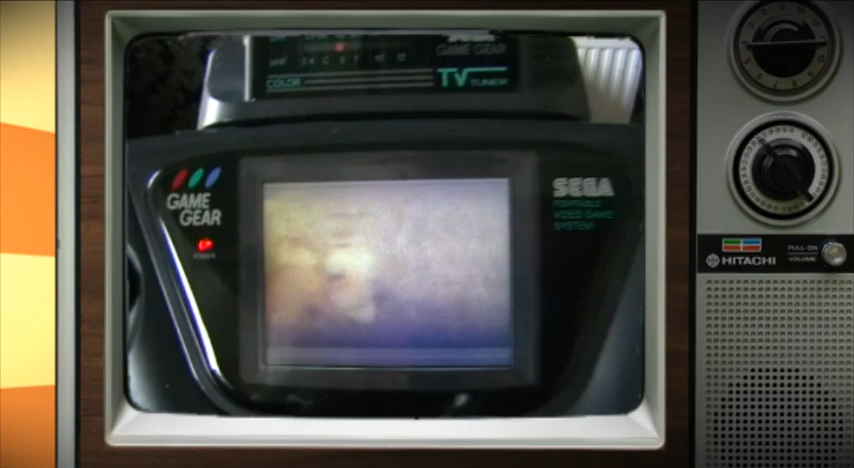 GAME GEAR
COLOR
TV TUNER
GAME
GEAR
POWER
SEGA
PORTABLE
VIDEO GAME
SYSTEM
HITACHI
PULL-ON
VOLUME